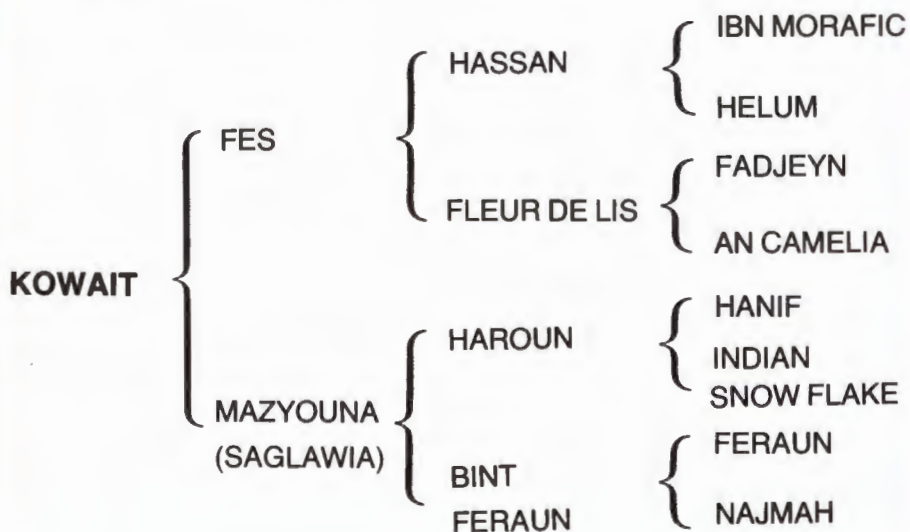 KOWAIT
FES
HASSAN
IBN MORAFIC
HELUM
FLEUR DE LIS
FADJEYN
AN CAMELIA
MAZYOUNA
(SAGLAWIA)
HAROUN
HANIF
INDIAN
SNOW FLAKE
BINT
FERAUN
FERAUN
NAJMAH